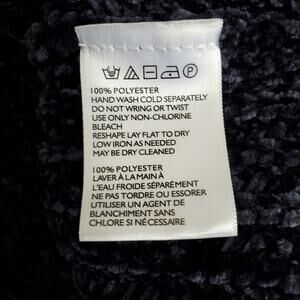 100% POLYESTER
HAND WASH COLD SEPARATELY
DO NOT WRING OR TWIST
USE ONLY NON-CHLORINE
BLEACH
RESHAPE LAY FLAT TO DRY
LOW IRON AS NEEDED
MAY BE DRY CLEANED
100% POLYESTER
LAVER À LA MAIN À
L'EAU FROIDE SÉPARÉMENT
NE PAS TORDRE OU ESSORER
UTILISER UN AGENT DE
BLANCHIMENT SANS
CHLORE SI NÉCESSAIRE